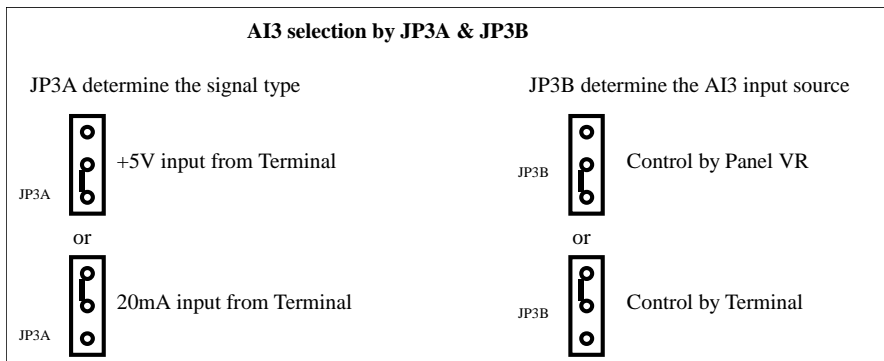 AI3 selection by JP3A & JP3B
JP3A determine the signal type
JP3A
+5V input from Terminal
or
JP3A
20mA input from Terminal
JP3B determine the AI3 input source
JP3B
Control by Panel VR
or
JP3B
Control by Terminal